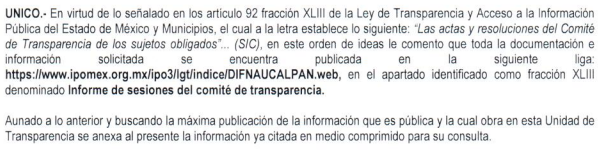 UNICO.- En virtud de lo señalado en los articulo 92 fracción XLIII de la Ley de Transparencia y Acceso a la Información
Pública del Estado de México y Municipios, el cual a la letra establece lo siguiente: "Las actas y resoluciones del Comité
de Transparencia de los sujetos obligados"... (SIC), en este orden de ideas le comento que toda la documentación e
información solicitada se encuentra publicada en la siguiente liga:
https://www.ipomex.org.mx/ipo3/lgt/indice/DIFNAUCALPAN.web, en el apartado identificado como fracción XLIII
denominado Informe de sesiones del comité de transparencia.
Aunado a lo anterior y buscando la máxima publicación de la información que es pública y la cual obra en esta Unidad de
Transparencia se anexa al presente la información ya citada en medio comprimido para su consulta.